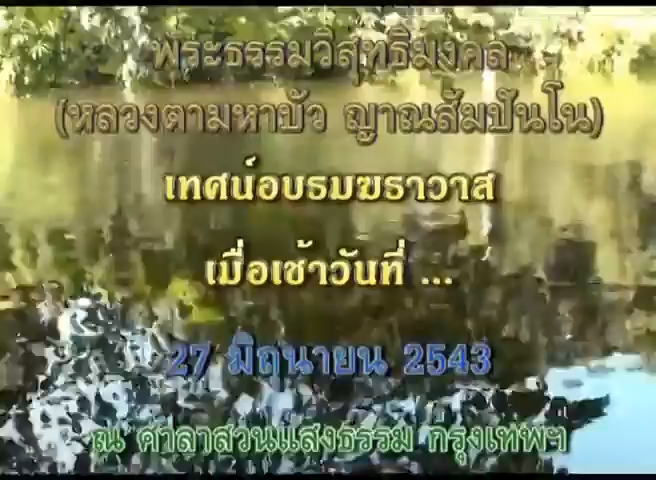 พระธรรมวิสุทธิมงคล
(หลวงตามหาบัว ญาณสัมปันโน)
เทศน์อบรมฆราวาส
เมื่อเช้าวันที่ ...
27 มิถุนายน 2543
ณ ศาลาสวนแสงธรรม กรุงเทพฯ